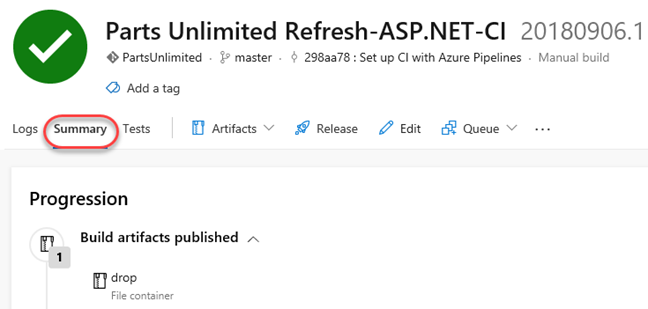 Parts Unlimited Refresh-ASP.NET-CI 20180906.1
PartsUnlimited · master · 298aa78 : Set up CI with Azure Pipelines · Manual build
Add a tag
Logs Summary Tests Artifacts Release Edit Queue ...
Progression
Build artifacts published
1
drop
File container